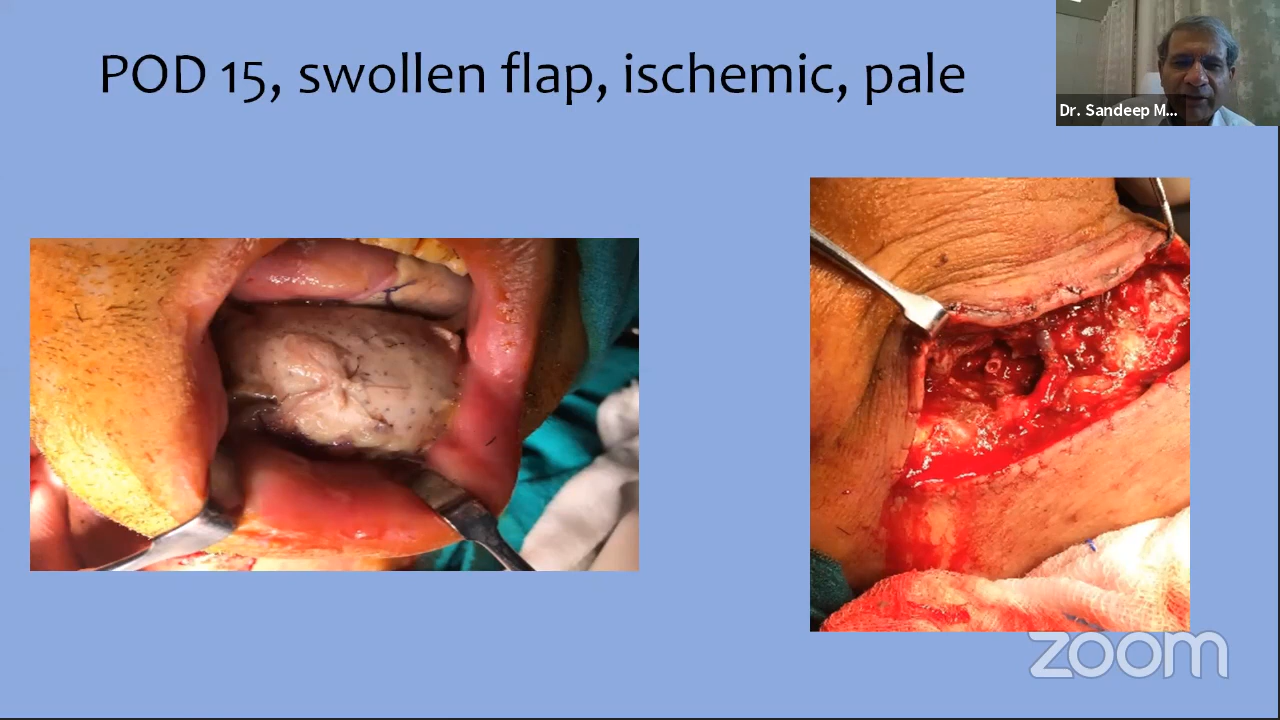 POD 15, swollen flap, ischemic, pale
Dr. Sandeep M...
zoom